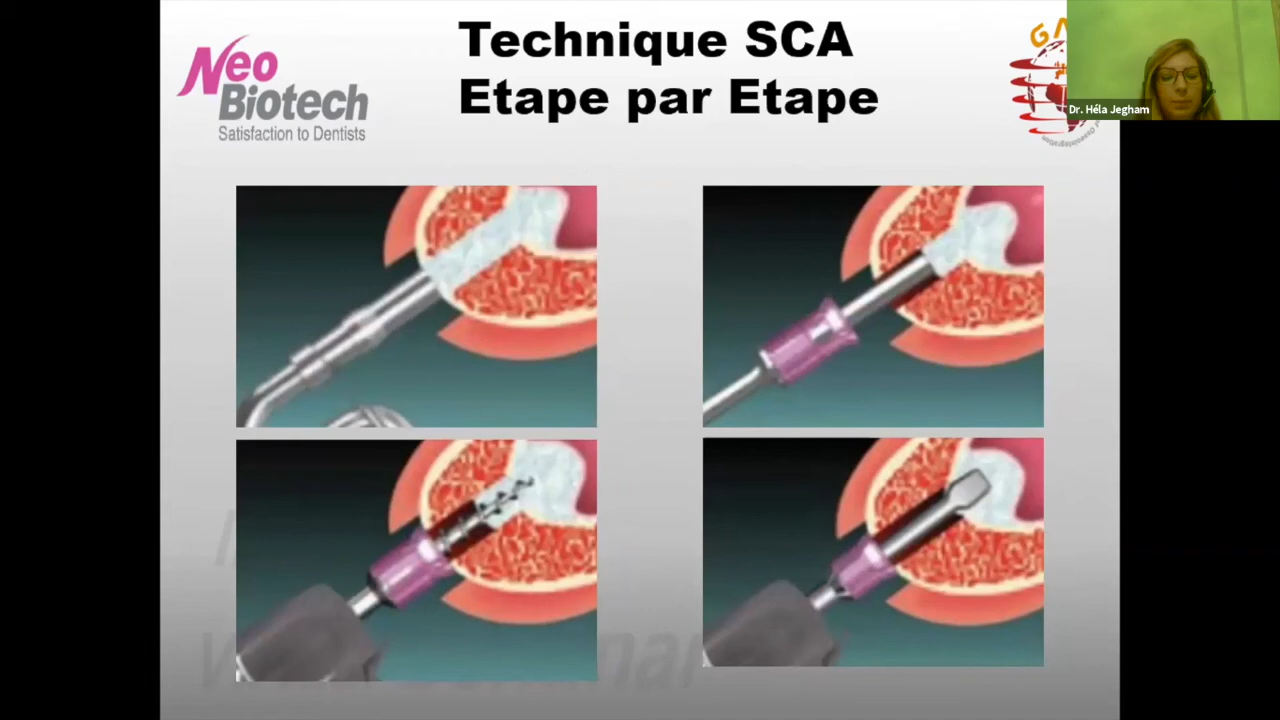 Technique SCA
Etape par Etape
Neo
Biotech
Satisfaction to Dentists
Dr. Héla Jegham